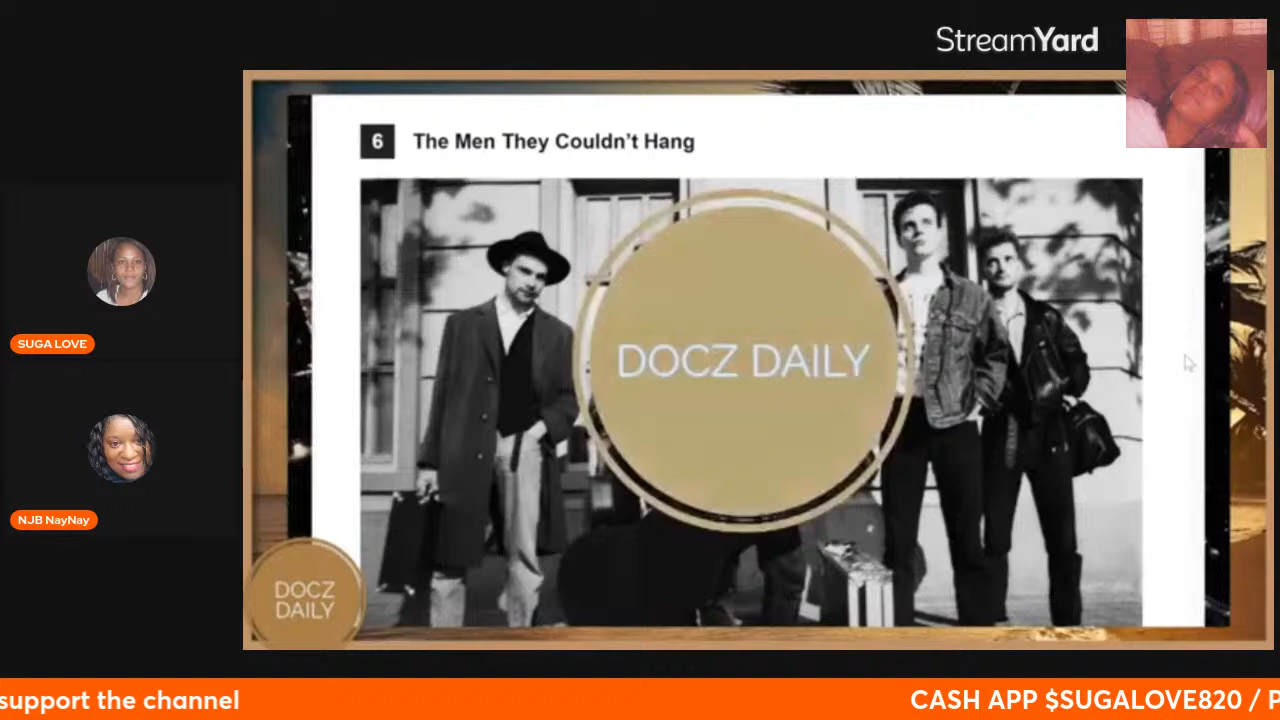 StreamYard
6 The Men They Couldn't Hang
DOCZ DAILY
SUGA LOVE
NJB NayNay
DOCZ
DAILY
support the channel
CASH APP $SUGALOVE820 / P